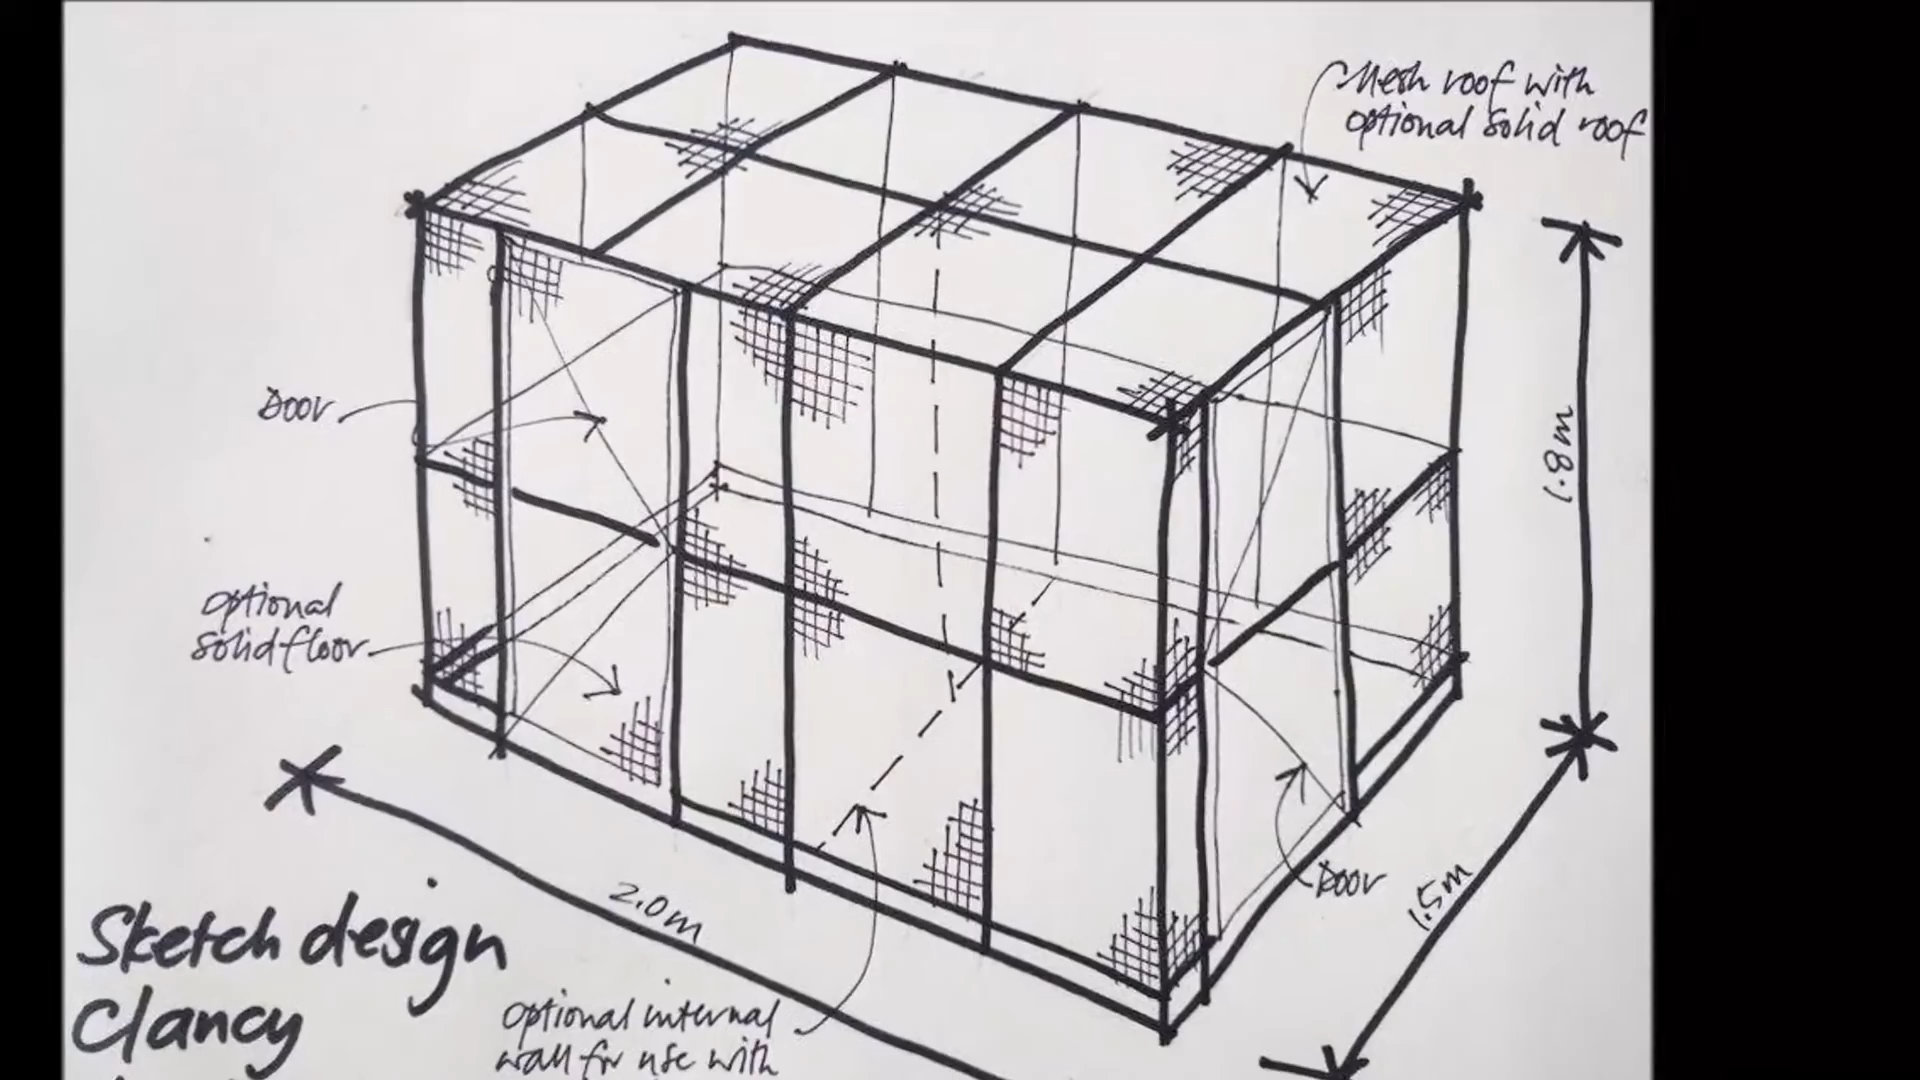 Mesh roof with
optional solid roof
Door
1.8m
optional
solid floor
Door
1.5m
2.0m
Sketch design
Clancy
optional internal
wall for use with